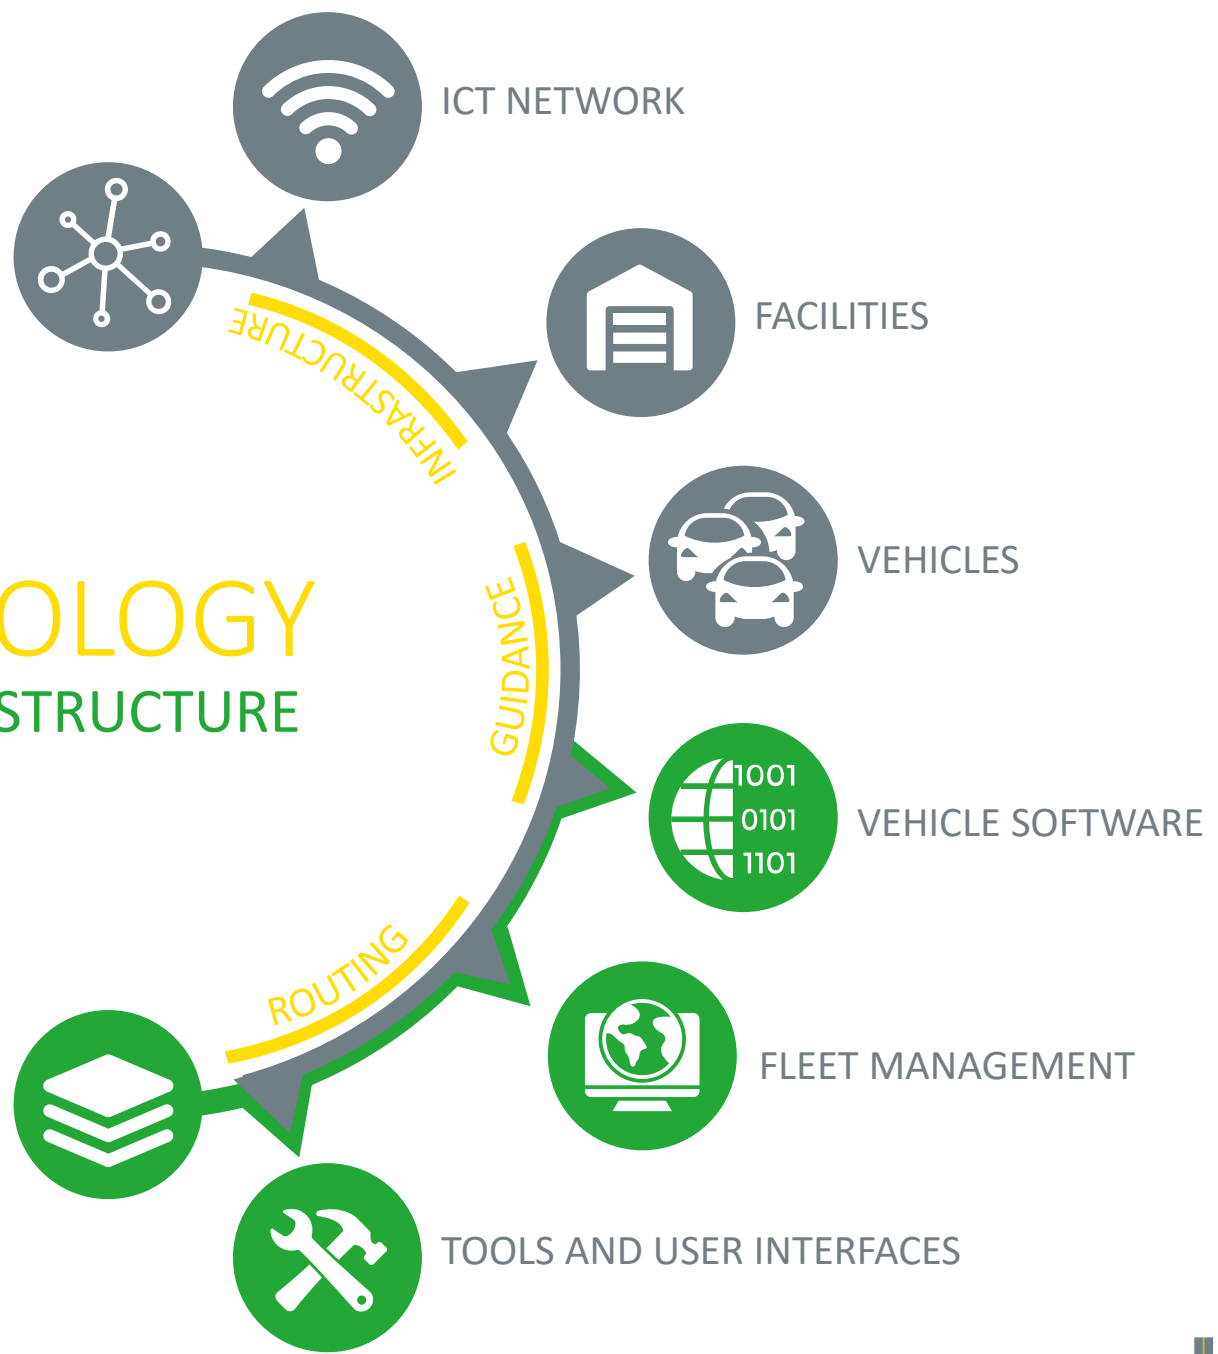 ICT NETWORK
FACILITIES
INFRASTRUCTURE
VEHICLES
GUIDANCE
OLOGY
STRUCTURE
1001
0101
1101
VEHICLE SOFTWARE
ROUTING
FLEET MANAGEMENT
TOOLS AND USER INTERFACES